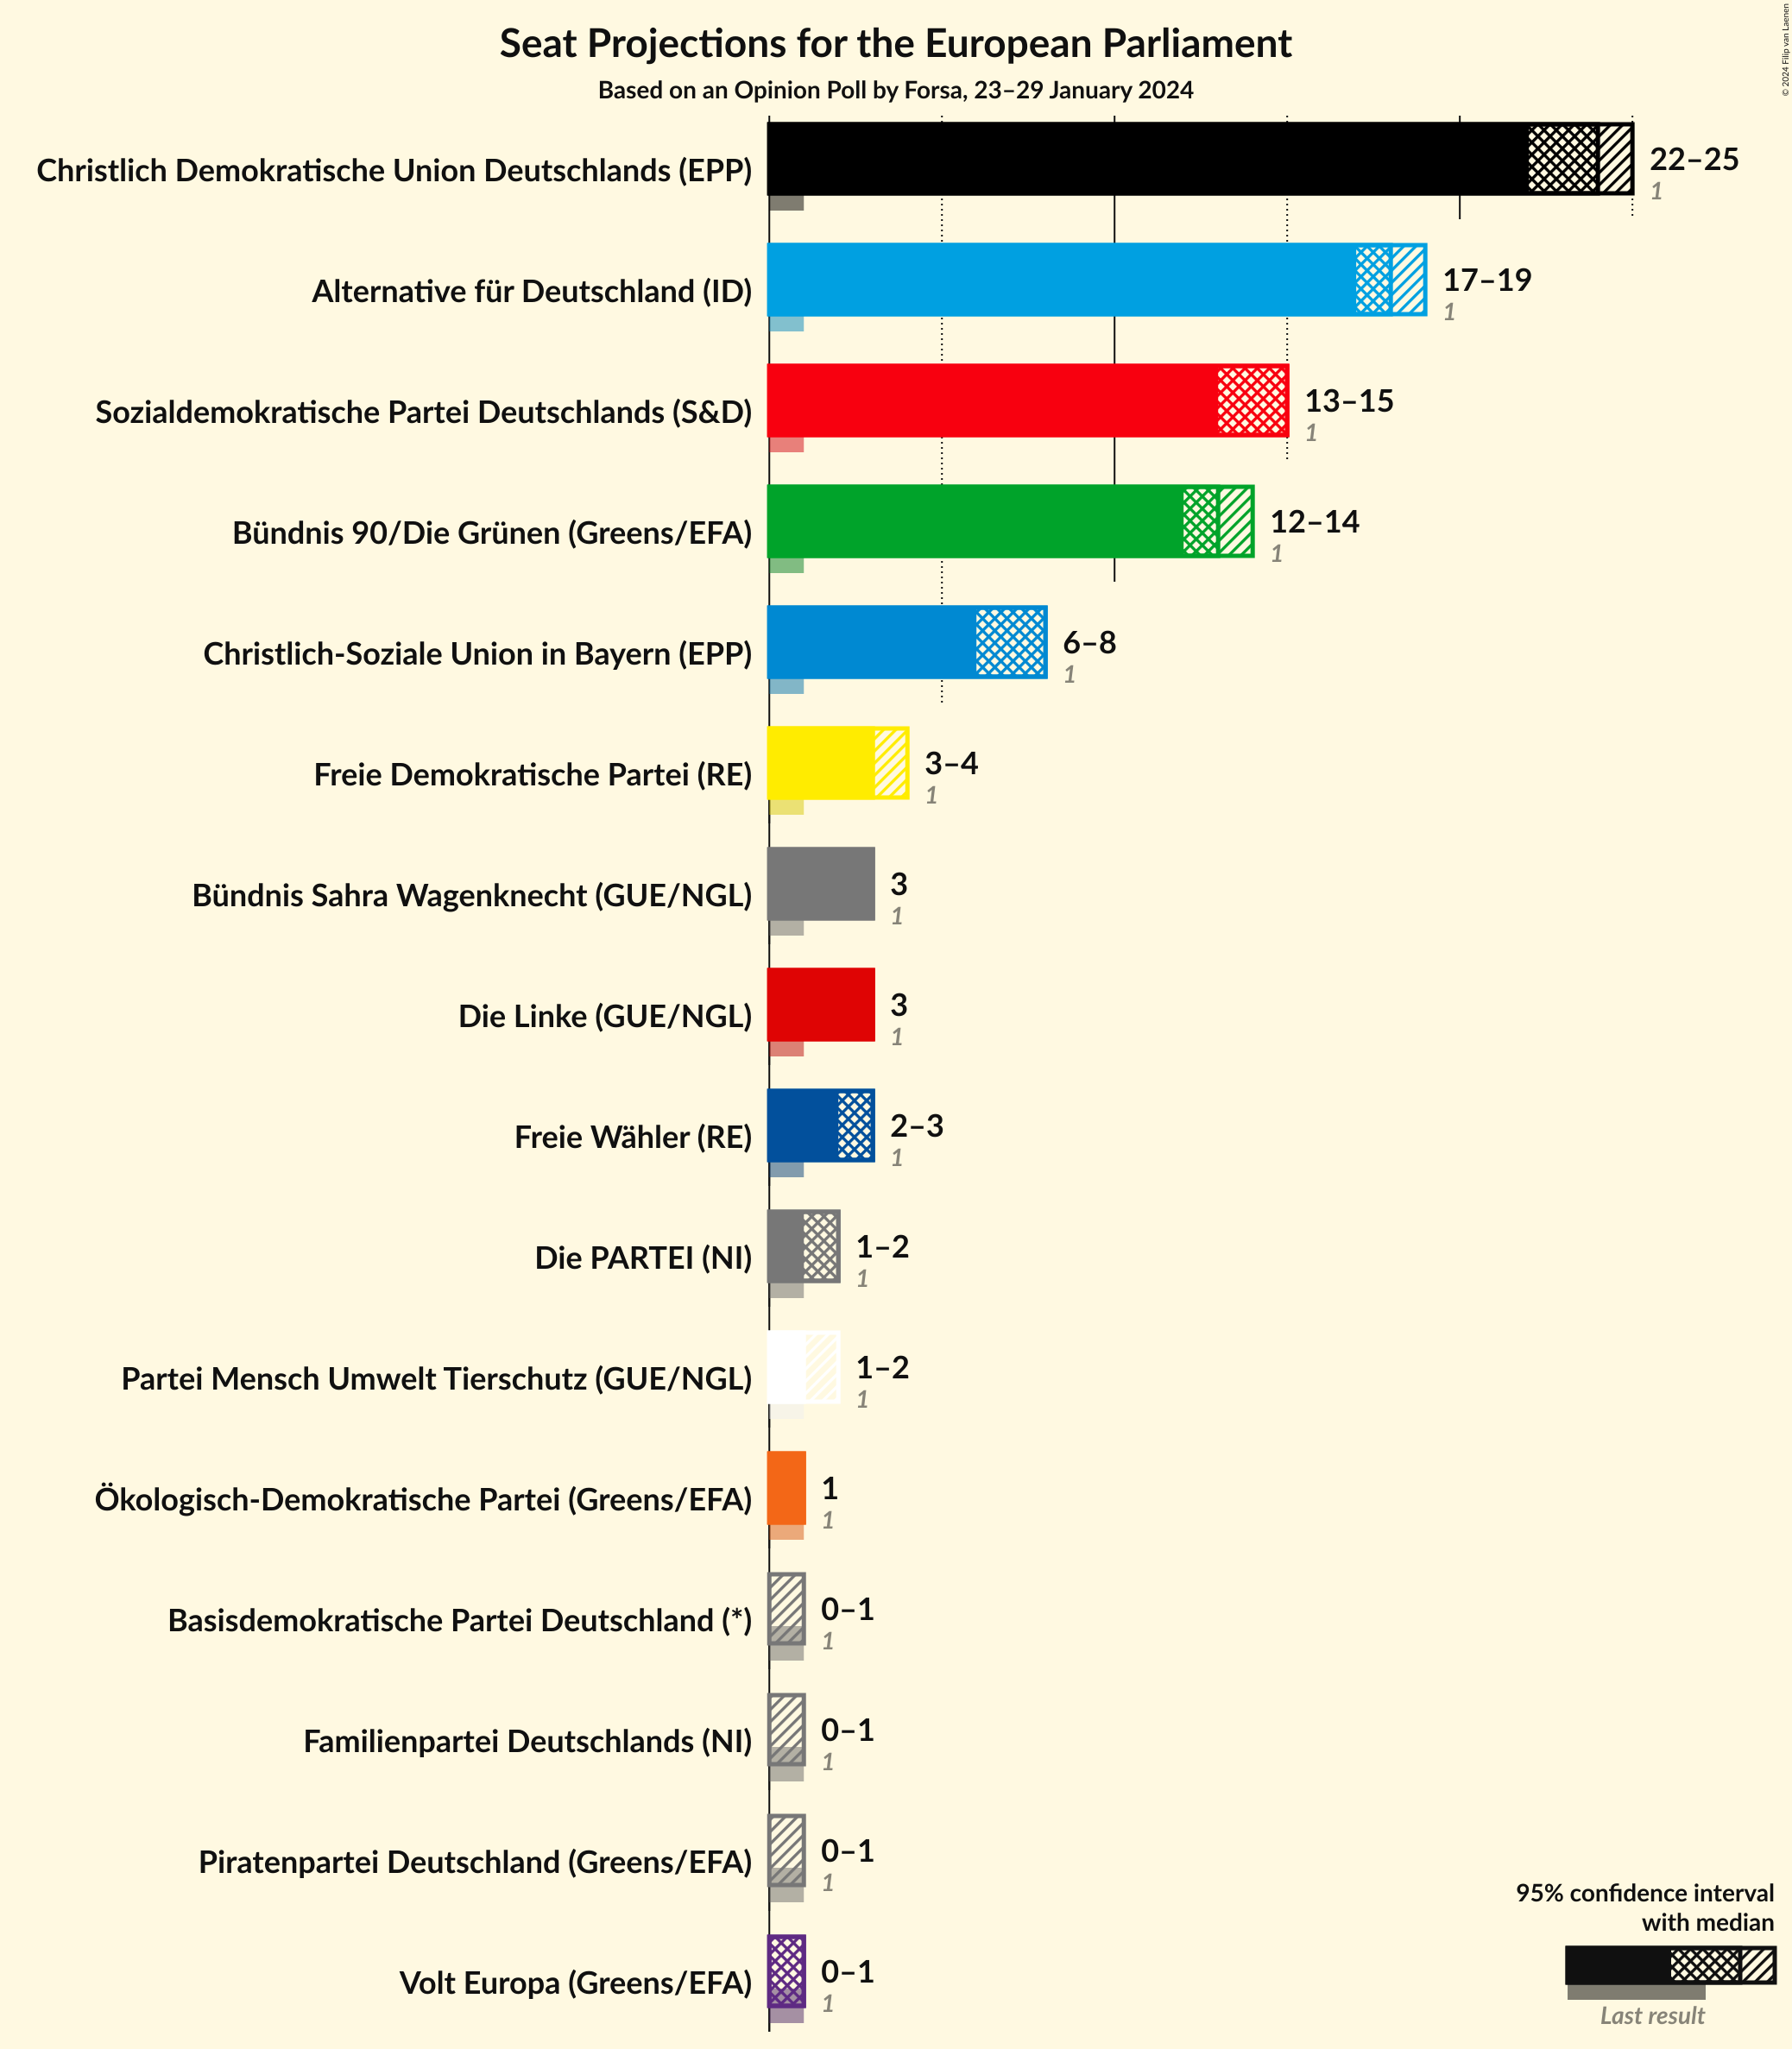 Seat Projections for the European Parliament
Based on an Opinion Poll by Forsa, 23–29 January 2024
© 2024 Filip van Laenen
Christlich Demokratische Union Deutschlands (EPP)
22–25
1
Alternative für Deutschland (ID)
17–19
1
Sozialdemokratische Partei Deutschlands (S&D)
13–15
1
Bündnis 90/Die Grünen (Greens/EFA)
12–14
1
Christlich-Soziale Union in Bayern (EPP)
6–8
1
Freie Demokratische Partei (RE)
3–4
1
Bündnis Sahra Wagenknecht (GUE/NGL)
3
1
Die Linke (GUE/NGL)
3
1
Freie Wähler (RE)
2–3
1
Die PARTEI (NI)
1–2
1
Partei Mensch Umwelt Tierschutz (GUE/NGL)
1–2
1
Ökologisch-Demokratische Partei (Greens/EFA)
1
1
Basisdemokratische Partei Deutschland (*)
0–1
1
Familienpartei Deutschlands (NI)
0–1
1
Piratenpartei Deutschland (Greens/EFA)
0–1
1
Volt Europa (Greens/EFA)
0–1
1
95% confidence interval
with median
Last result